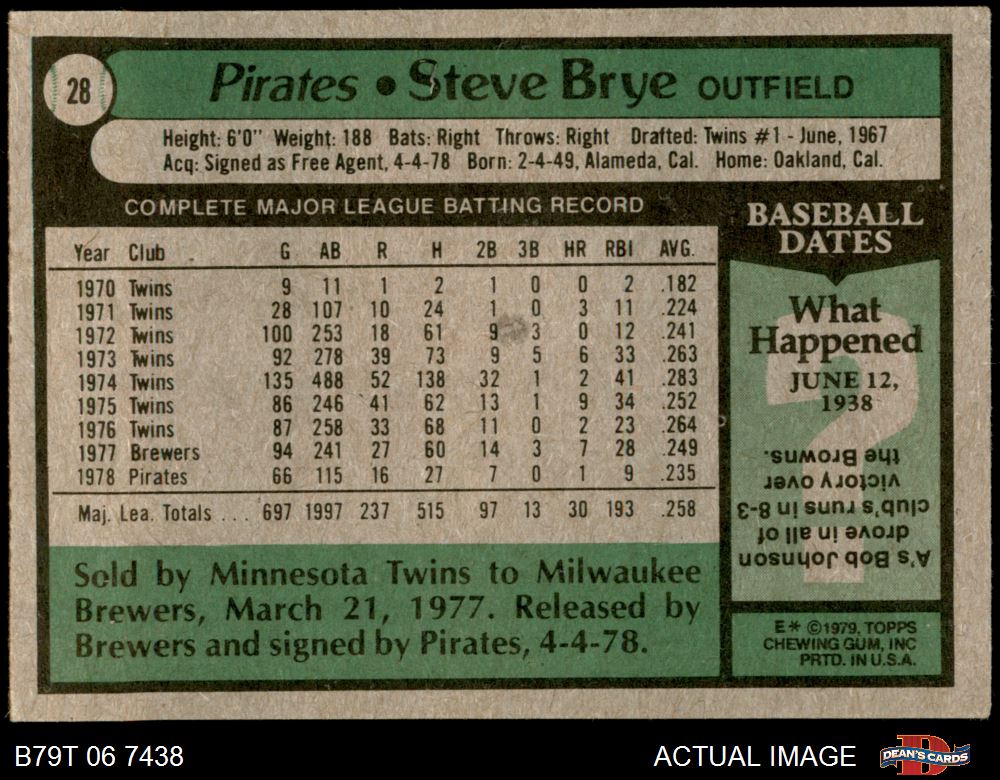 28
Pirates • Steve Brye OUTFIELD
Height: 6'0" Weight: 188 Bats: Right Throws: Right Drafted: Twins #1 - June, 1967
Acq: Signed as Free Agent, 4-4-78 Born: 2-4-49, Alameda, Cal. Home: Oakland, Cal.
COMPLETE MAJOR LEAGUE BATTING RECORD
Year Club G AB R H 2B 3B HR RBI AVG.
1970 Twins 9 11 1 2 1 0 0 2 .182
1971 Twins 28 107 10 24 1 0 3 11 .224
1972 Twins 100 253 18 61 9 3 0 12 .241
1973 Twins 92 278 39 73 9 5 6 33 .263
1974 Twins 135 488 52 138 32 1 2 41 .283
1975 Twins 86 246 41 62 13 1 9 34 .252
1976 Twins 87 258 33 68 11 0 2 23 .264
1977 Brewers 94 241 27 60 14 3 7 28 .249
1978 Pirates 66 115 16 27 7 0 1 9 .235
Maj. Lea. Totals ... 697 1997 237 515 97 13 30 193 .258
Sold by Minnesota Twins to Milwaukee
Brewers, March 21, 1977. Released by
Brewers and signed by Pirates, 4-4-78.
BASEBALL
DATES
What
Happened
JUNE 12,
1938
A's Bob Johnson
drove in all of
club's runs in 8-3
victory over
the Browns.
E* ©1979, TOPPS
CHEWING GUM, INC
PRTD. IN U.S.A.
B79T 06 7438
ACTUAL IMAGE
DEAN'S CARDS